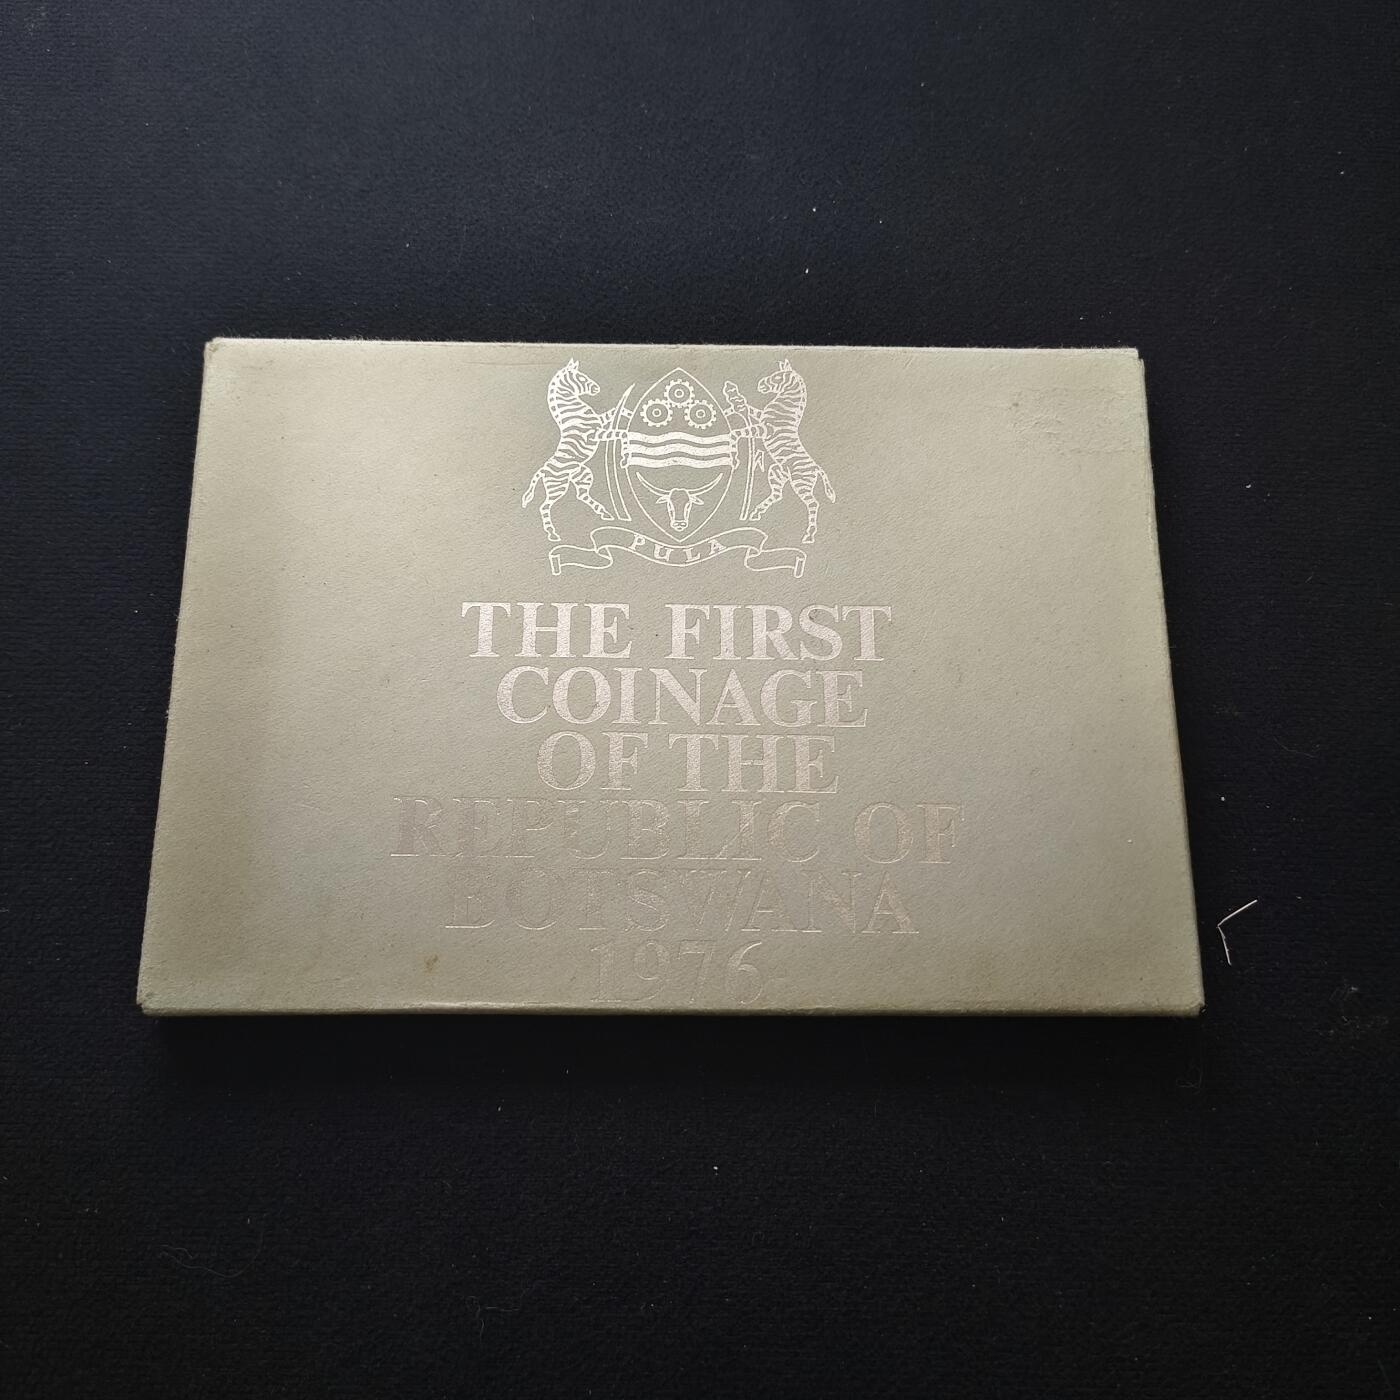 PULA
THE FIRST
COINAGE
OF THE
REPUBLIC OF
BOTSWANA
1976